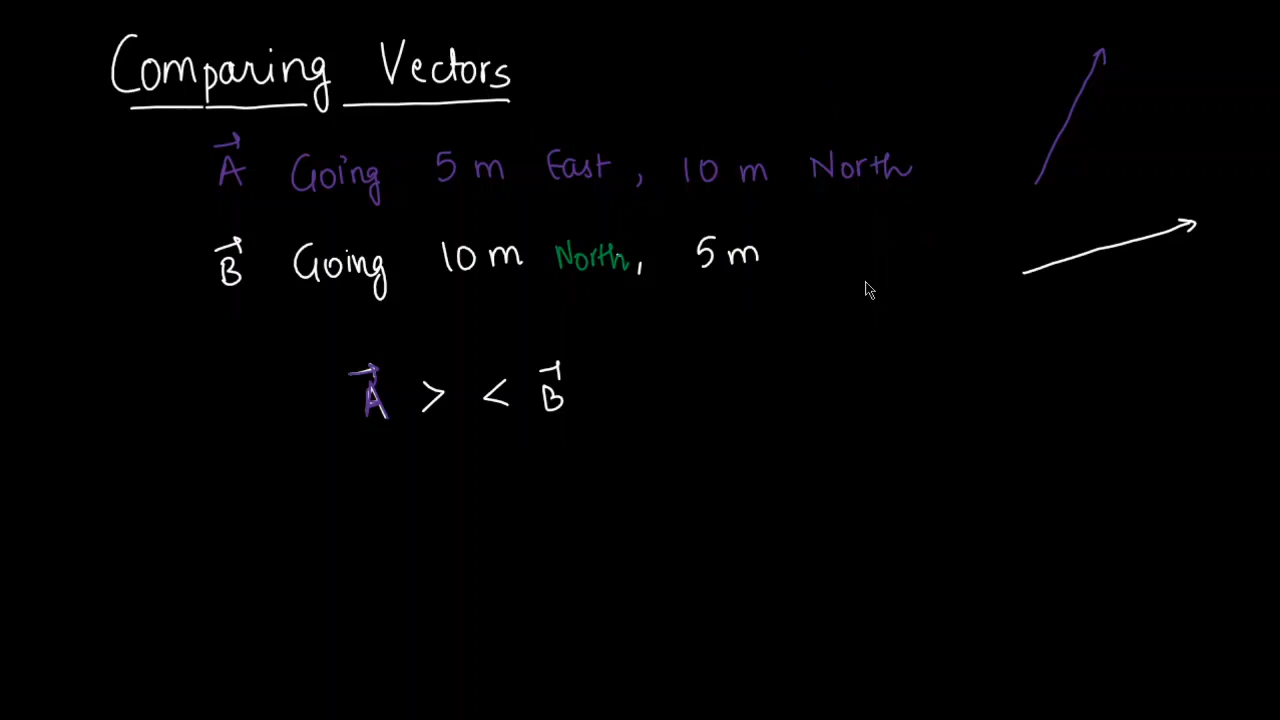 Comparing Vectors
A⃗ Going 5 m East, 10 m North
B⃗ Going 10 m North, 5 m
A⃗ > < B⃗